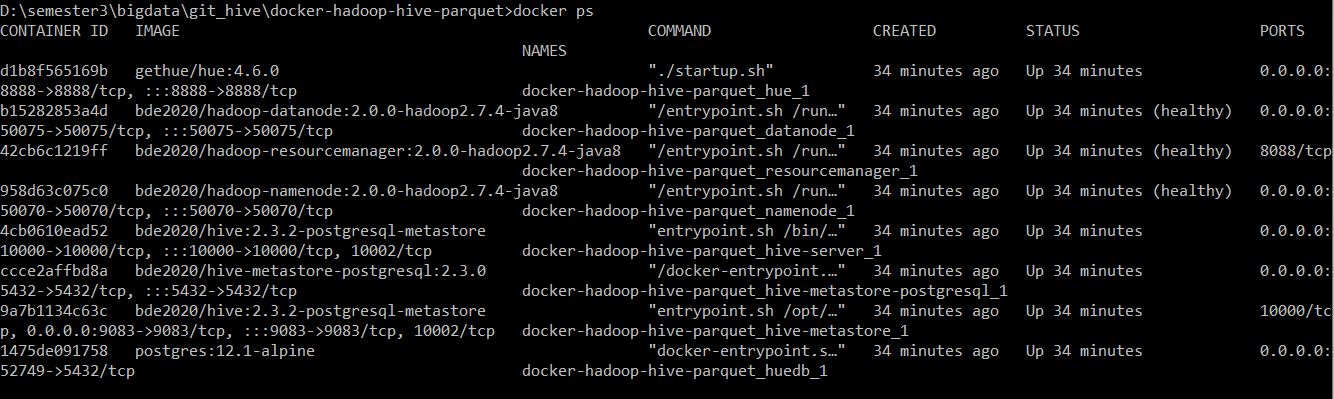 D:\semester3\bigdata\git_hive\docker-hadoop-hive-parquet>docker ps
CONTAINER ID   IMAGE                                                    COMMAND                  CREATED          STATUS                    PORTS
                                                   NAMES
d1b8f565169b   gethue/hue:4.6.0                                         "./startup.sh"           34 minutes ago   Up 34 minutes             0.0.0.0:
8888->8888/tcp, :::8888->8888/tcp                  docker-hadoop-hive-parquet_hue_1
b15282853a4d   bde2020/hadoop-datanode:2.0.0-hadoop2.7.4-java8          "/entrypoint.sh /run…"   34 minutes ago   Up 34 minutes (healthy)   0.0.0.0:
50075->50075/tcp, :::50075->50075/tcp              docker-hadoop-hive-parquet_datanode_1
42cb6c1219ff   bde2020/hadoop-resourcemanager:2.0.0-hadoop2.7.4-java8   "/entrypoint.sh /run…"   34 minutes ago   Up 34 minutes (healthy)   8088/tcp
                                                   docker-hadoop-hive-parquet_resourcemanager_1
958d63c075c0   bde2020/hadoop-namenode:2.0.0-hadoop2.7.4-java8          "/entrypoint.sh /run…"   34 minutes ago   Up 34 minutes (healthy)   0.0.0.0:
50070->50070/tcp, :::50070->50070/tcp              docker-hadoop-hive-parquet_namenode_1
4cb0610ead52   bde2020/hive:2.3.2-postgresql-metastore                  "entrypoint.sh /bin/…"   34 minutes ago   Up 34 minutes             0.0.0.0:
10000->10000/tcp, :::10000->10000/tcp, 10002/tcp   docker-hadoop-hive-parquet_hive-server_1
ccce2affbd8a   bde2020/hive-metastore-postgresql:2.3.0                  "/docker-entrypoint.…"   34 minutes ago   Up 34 minutes             0.0.0.0:
5432->5432/tcp, :::5432->5432/tcp                  docker-hadoop-hive-parquet_hive-metastore-postgresql_1
9a7b1134c63c   bde2020/hive:2.3.2-postgresql-metastore                  "entrypoint.sh /opt/…"   34 minutes ago   Up 34 minutes             10000/tc
p, 0.0.0.0:9083->9083/tcp, :::9083->9083/tcp, 10002/tcp   docker-hadoop-hive-parquet_hive-metastore_1
1475de091758   postgres:12.1-alpine                                     "docker-entrypoint.s…"   34 minutes ago   Up 34 minutes             0.0.0.0:
52749->5432/tcp                                    docker-hadoop-hive-parquet_huedb_1